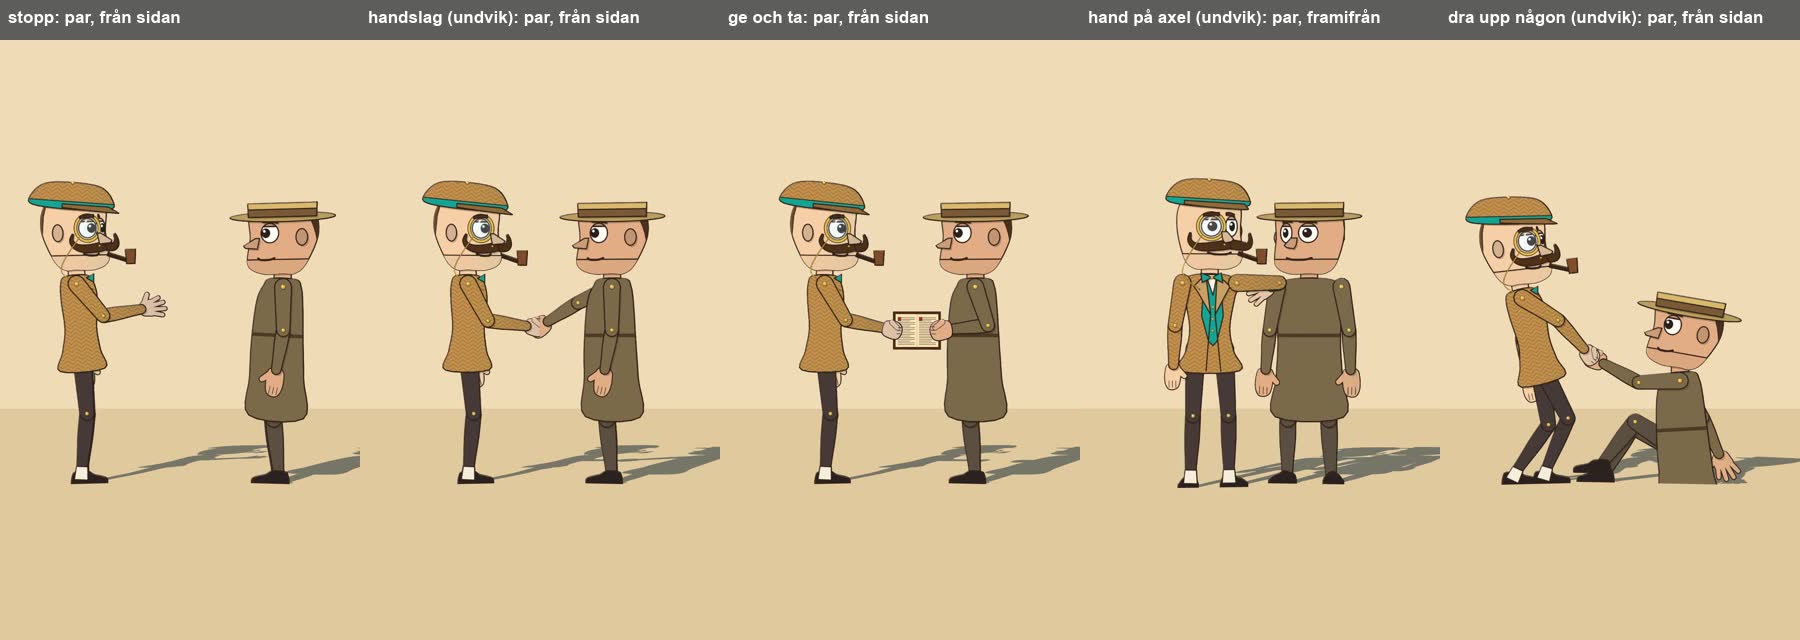 stopp: par, från sidan
handslag (undvik): par, från sidan
ge och ta: par, från sidan
hand på axel (undvik): par, framifrån
dra upp någon (undvik): par, från sidan